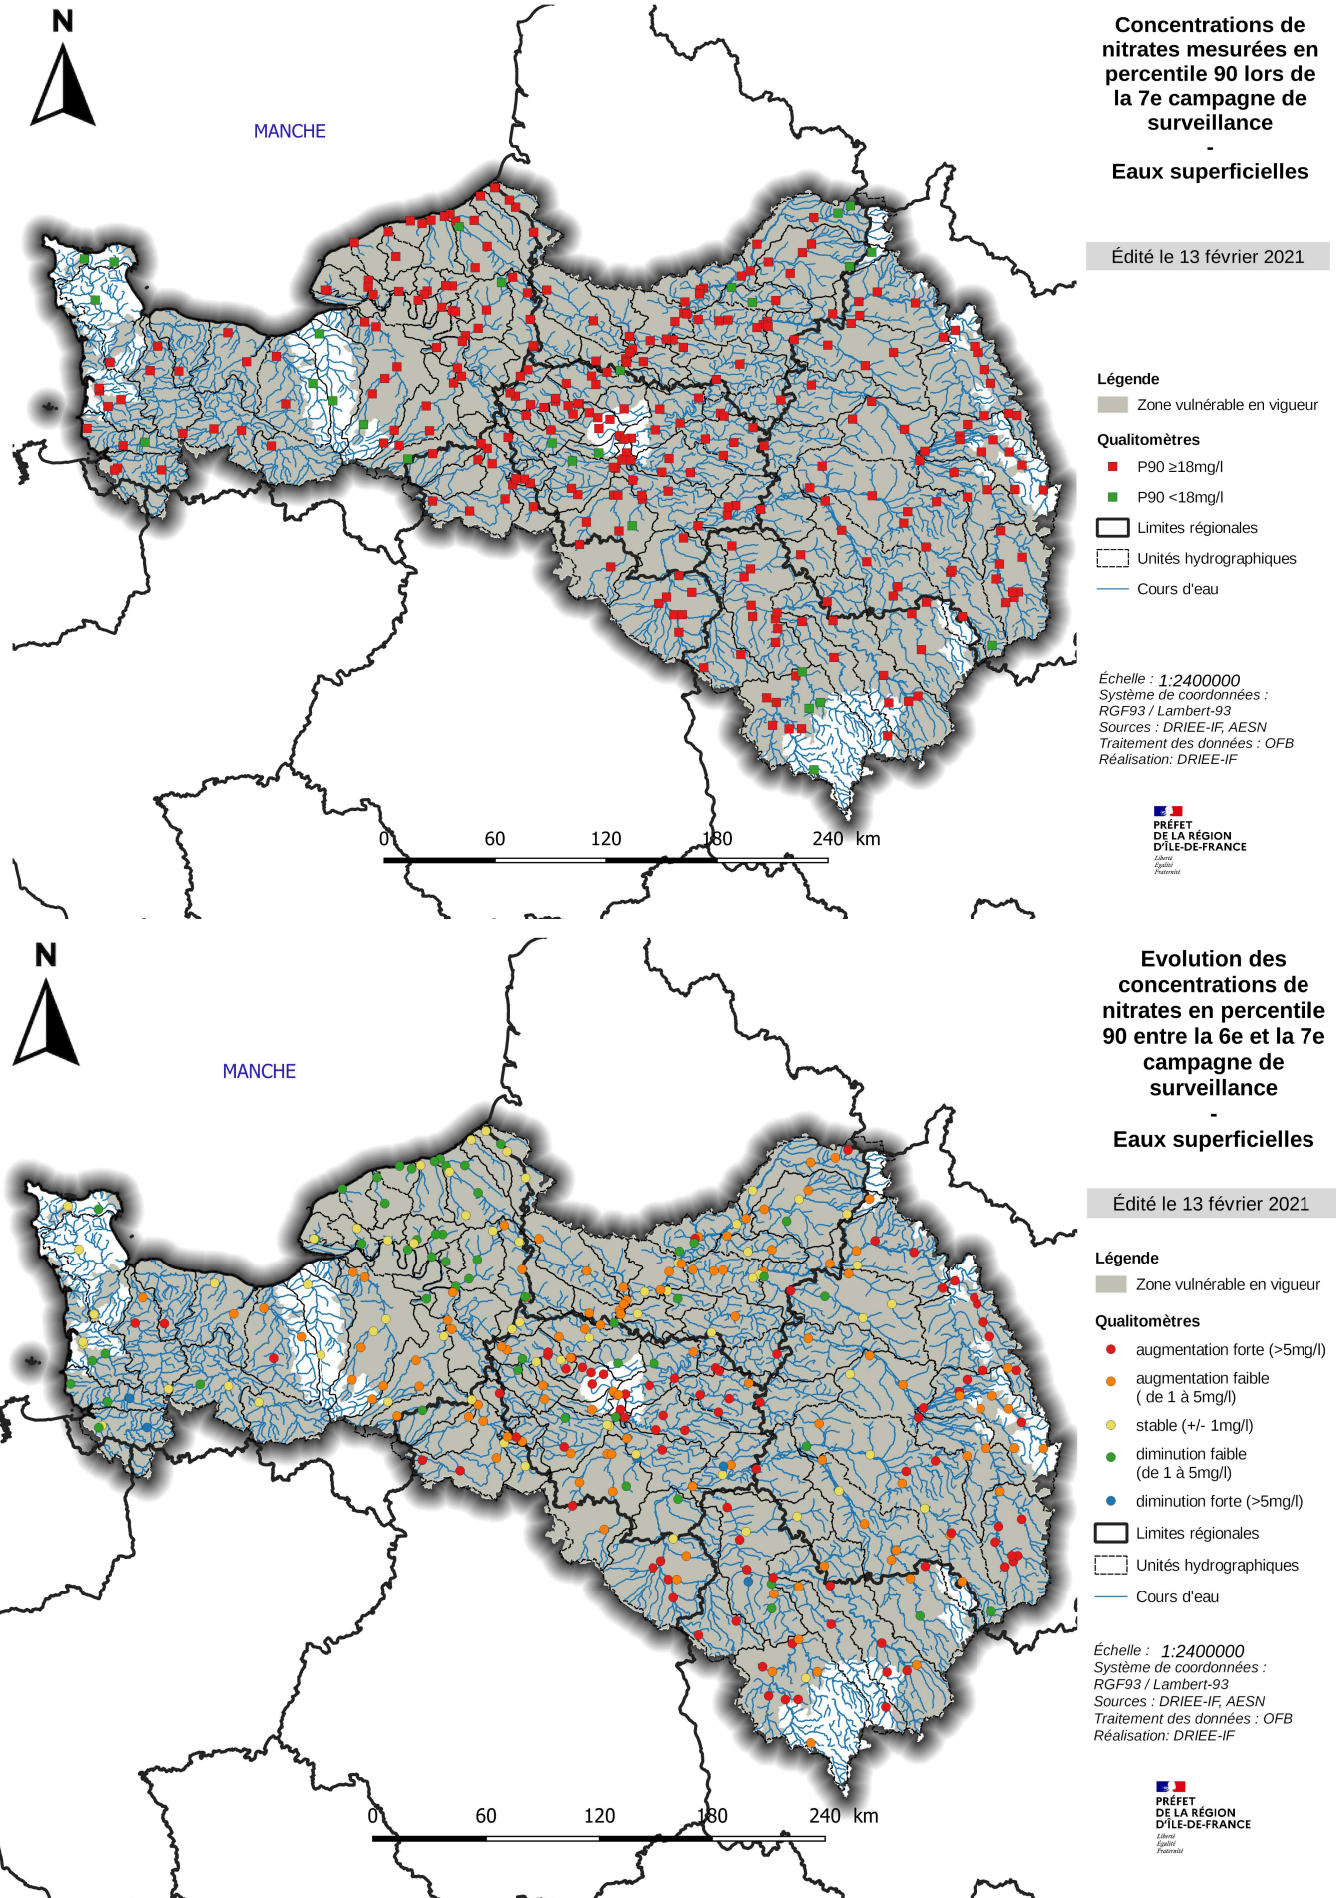 N
MANCHE
Concentrations de
nitrates mesurées en
percentile 90 lors de
la 7e campagne de
surveillance
-
Eaux superficielles
Édité le 13 février 2021
Légende
Zone vulnérable en vigueur
Qualitomètres
P90 ≥18mg/l
P90 <18mg/l
Limites régionales
Unités hydrographiques
Cours d'eau
Échelle : 1:2400000
Système de coordonnées :
RGF93 / Lambert-93
Sources : DRIEE-IF, AESN
Traitement des données : OFB
Réalisation: DRIEE-IF
0 60 120 180 240 km
PRÉFET
DE LA RÉGION
D'ÎLE-DE-FRANCE
Liberté
Égalité
Fraternité
N
MANCHE
Evolution des
concentrations de
nitrates en percentile
90 entre la 6e et la 7e
campagne de
surveillance
-
Eaux superficielles
Édité le 13 février 2021
Légende
Zone vulnérable en vigueur
Qualitomètres
augmentation forte (>5mg/l)
augmentation faible
( de 1 à 5mg/l)
stable (+/- 1mg/l)
diminution faible
(de 1 à 5mg/l)
diminution forte (>5mg/l)
Limites régionales
Unités hydrographiques
Cours d'eau
Échelle : 1:2400000
Système de coordonnées :
RGF93 / Lambert-93
Sources : DRIEE-IF, AESN
Traitement des données : OFB
Réalisation: DRIEE-IF
0 60 120 180 240 km
PRÉFET
DE LA RÉGION
D'ÎLE-DE-FRANCE
Liberté
Égalité
Fraternité